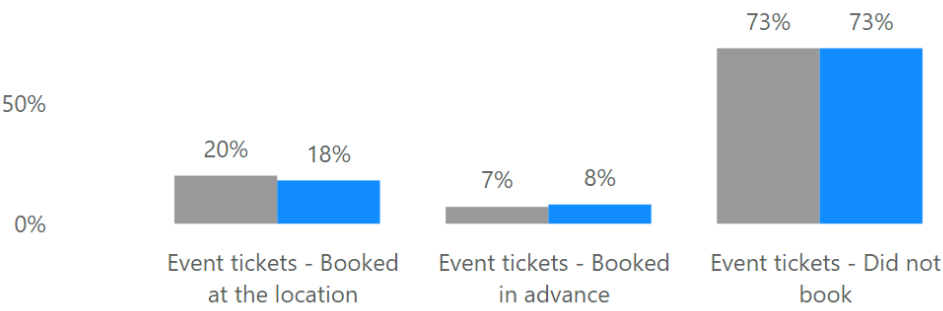 73% 73%
50%
20% 18%
7% 8%
0%
Event tickets - Booked
at the location
Event tickets - Booked
in advance
Event tickets - Did not
book